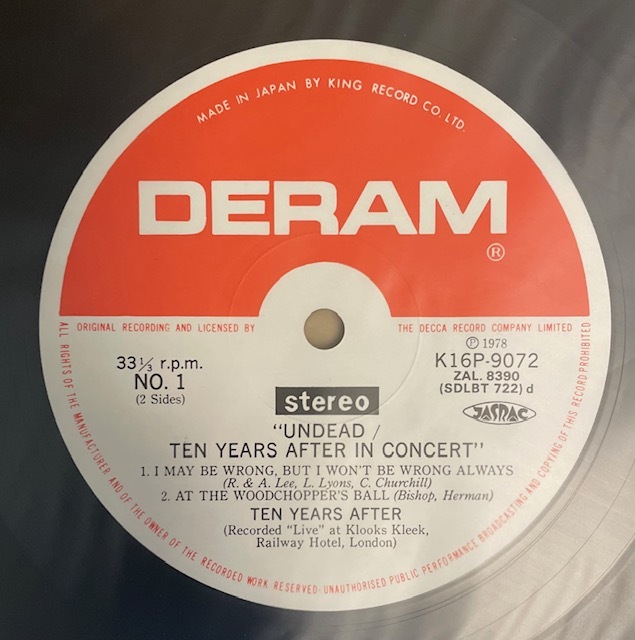 MADE IN JAPAN BY KING RECORD CO. LTD.
DERAM
®
ORIGINAL RECORDING AND LICENSED BY THE DECCA RECORD COMPANY LIMITED
33⅓ r.p.m.
NO. 1
(2 Sides)
Ⓟ 1978
K16P-9072
ZAL. 8390
(SDLBT 722) d
JASRAC
stereo
"UNDEAD /
TEN YEARS AFTER IN CONCERT"
1. I MAY BE WRONG, BUT I WON'T BE WRONG ALWAYS
(R. & A. Lee, L. Lyons, C. Churchill)
2. AT THE WOODCHOPPER'S BALL (Bishop, Herman)
TEN YEARS AFTER
(Recorded "Live" at Klooks Kleek,
Railway Hotel, London)
ALL RIGHTS OF THE MANUFACTURER AND OF THE OWNER OF THE RECORDED WORK RESERVED · UNAUTHORISED PUBLIC PERFORMANCE BROADCASTING AND COPYING OF THIS RECORD PROHIBITED